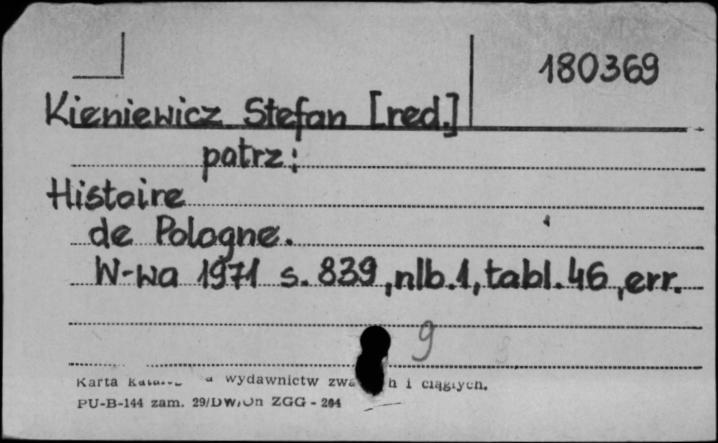 180369
Kieniewicz Stefan [red.]
patrz:
Histoire
de Pologne.
W-wa 1971 s. 839, nlb.1, tabl. 46, err.
9
Karta wydawnictw i ciągłych.
PU-B-144 zam. 29/DW/On ZGG - 204